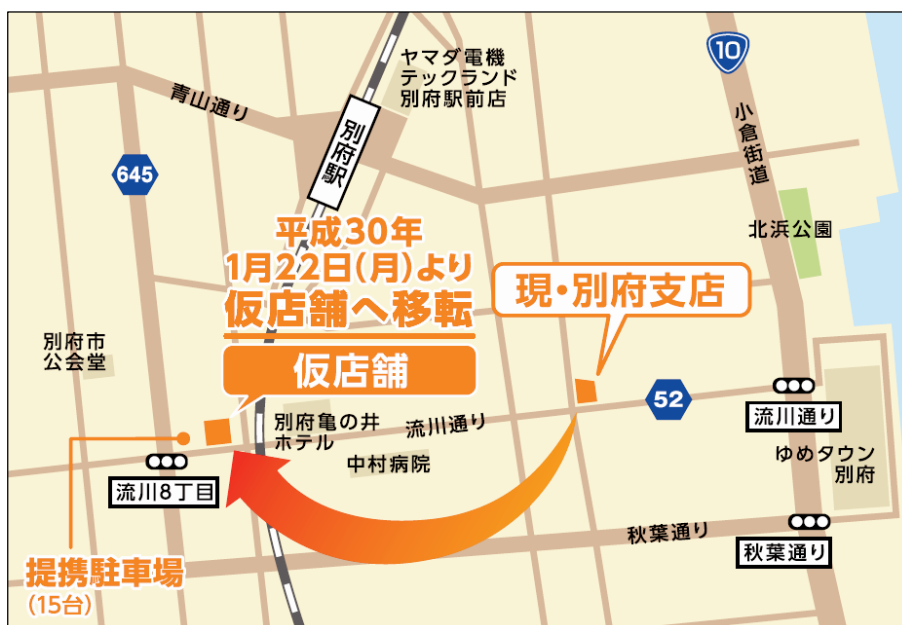 ヤマダ電機
テックランド
別府駅前店
10
青山通り
別府駅
小倉街道
645
北浜公園
平成30年
1月22日(月)より
仮店舗へ移転
現・別府支店
別府市
公会堂
仮店舗
52
流川通り
別府亀の井
ホテル
流川通り
中村病院
ゆめタウン
別府
流川8丁目
秋葉通り
秋葉通り
提携駐車場
(15台)